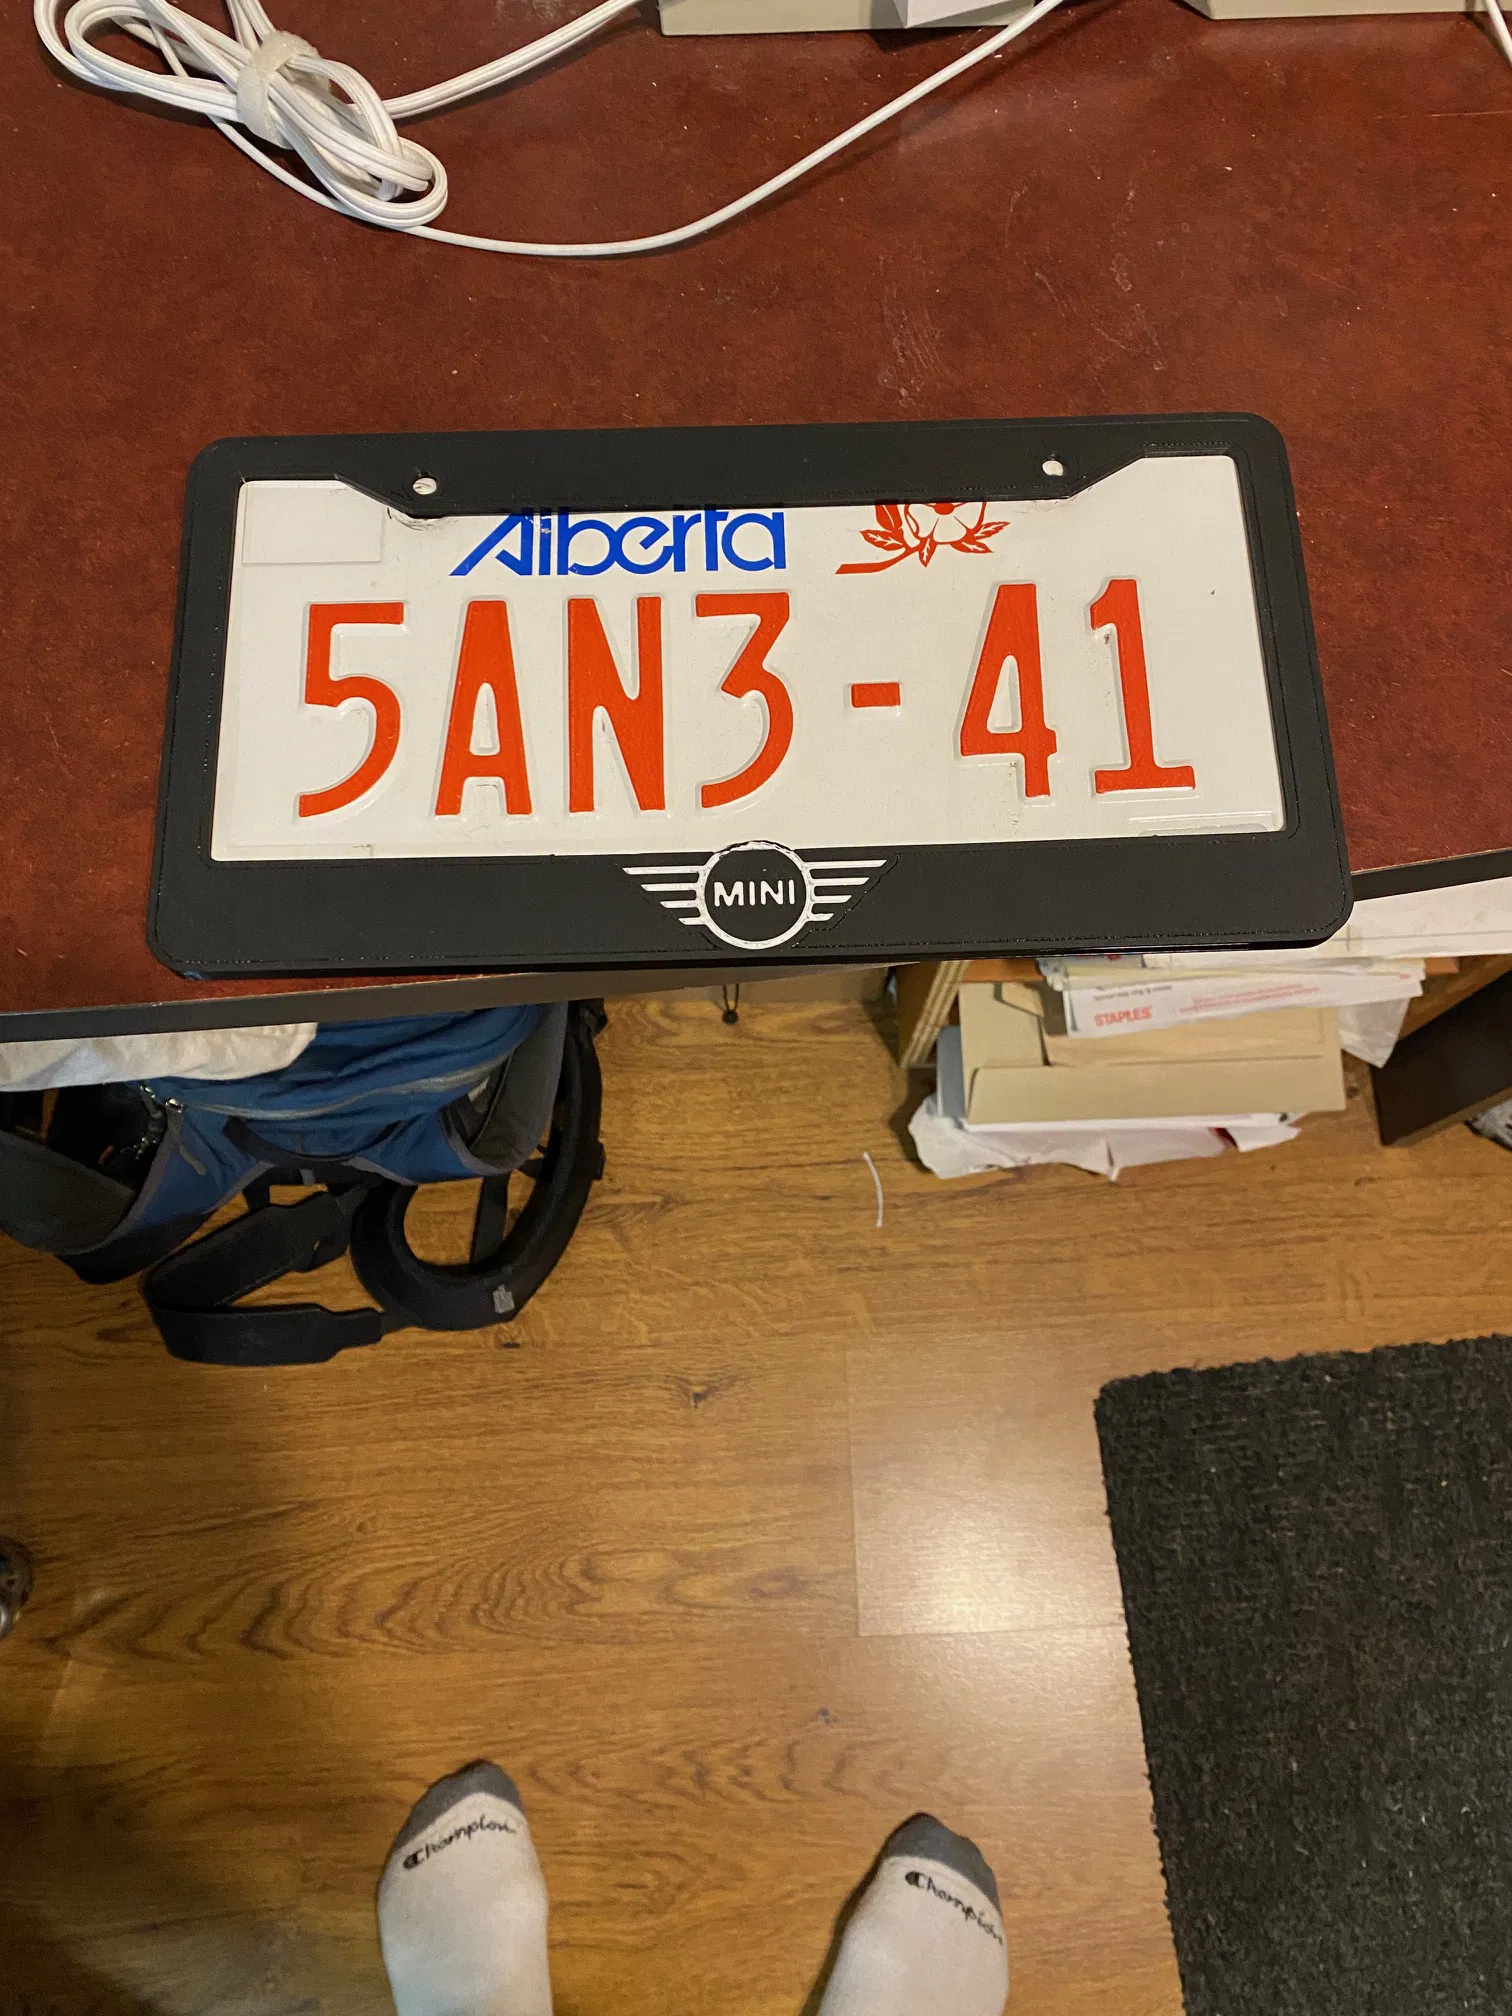 Alberta
5AN3-41
MINI
STAPLES
Champion
Champion